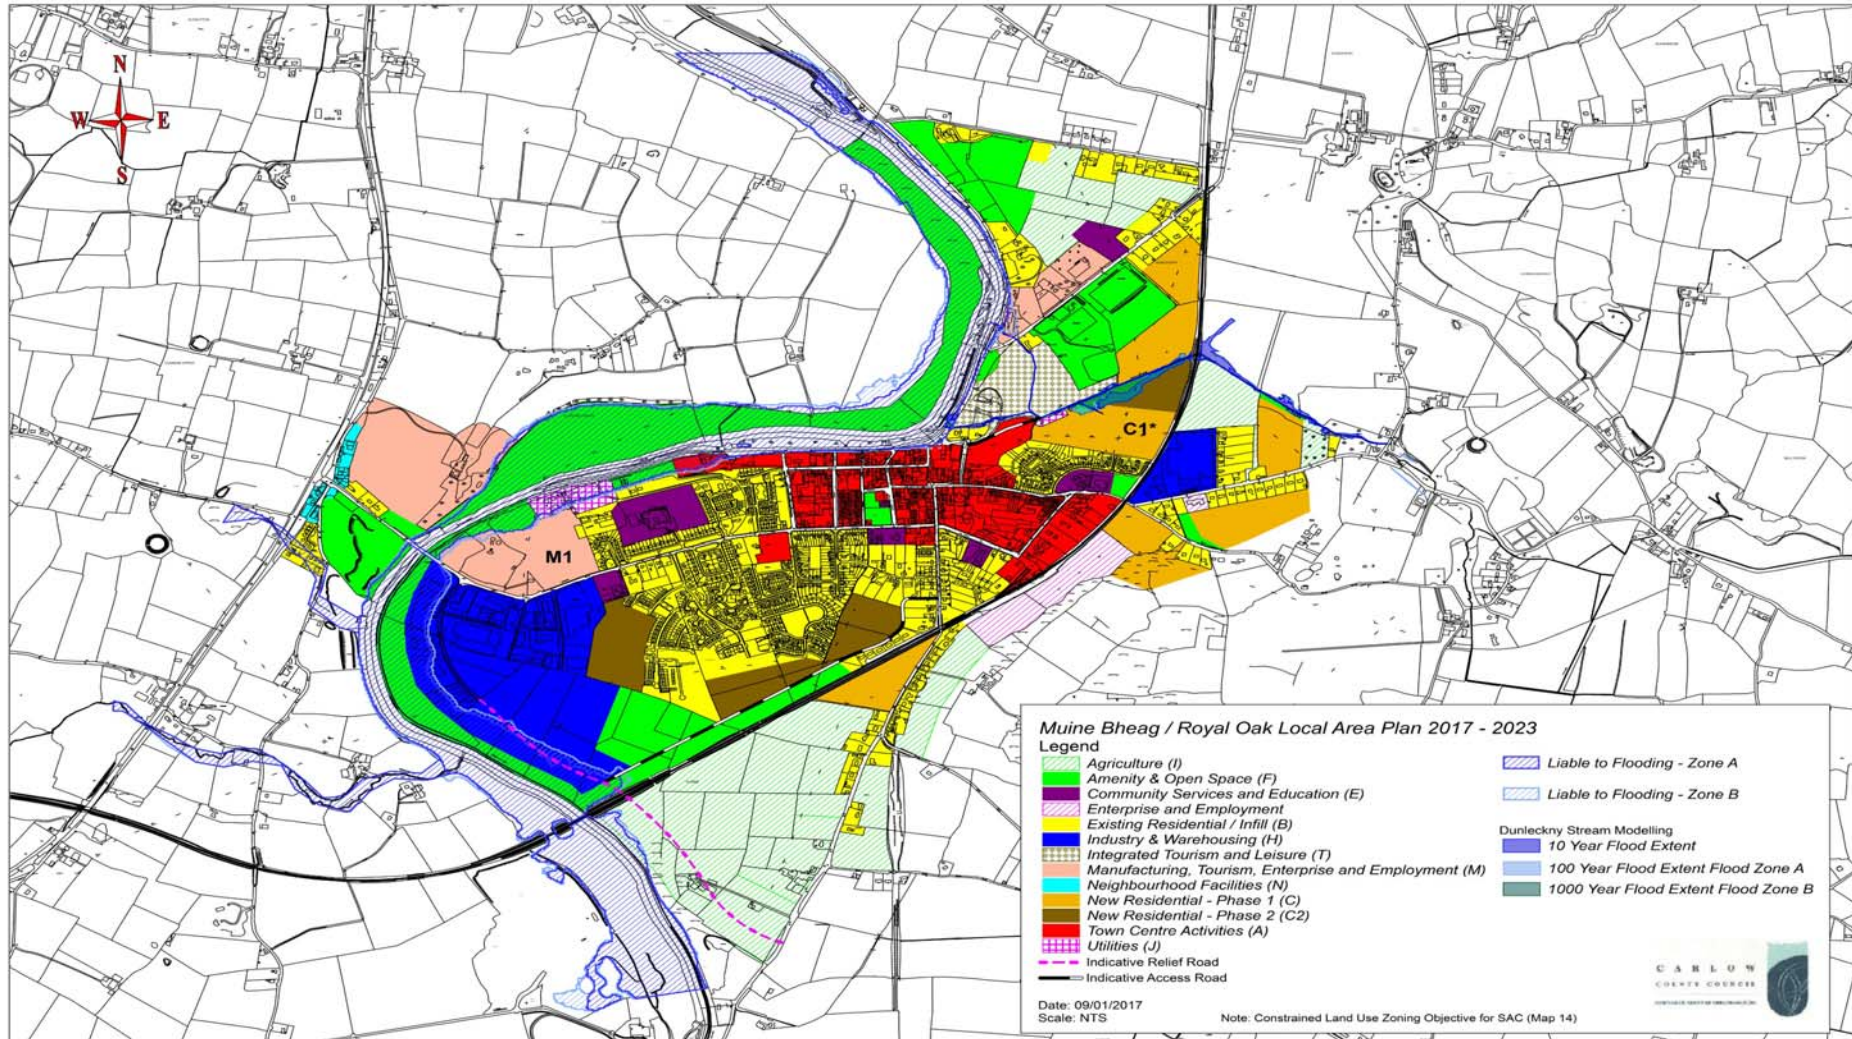 N
W E
S
C1*
M1
Muine Bheag / Royal Oak Local Area Plan 2017 - 2023
Legend
Agriculture (I)
Amenity & Open Space (F)
Community Services and Education (E)
Enterprise and Employment
Existing Residential / Infill (B)
Industry & Warehousing (H)
Integrated Tourism and Leisure (T)
Manufacturing, Tourism, Enterprise and Employment (M)
Neighbourhood Facilities (N)
New Residential - Phase 1 (C)
New Residential - Phase 2 (C2)
Town Centre Activities (A)
Utilities (J)
Indicative Relief Road
Indicative Access Road
Liable to Flooding - Zone A
Liable to Flooding - Zone B
Dunleckny Stream Modelling
10 Year Flood Extent
100 Year Flood Extent Flood Zone A
1000 Year Flood Extent Flood Zone B
Date: 09/01/2017
Scale: NTS
Note: Constrained Land Use Zoning Objective for SAC (Map 14)
CARLOW
COUNTY COUNCIL